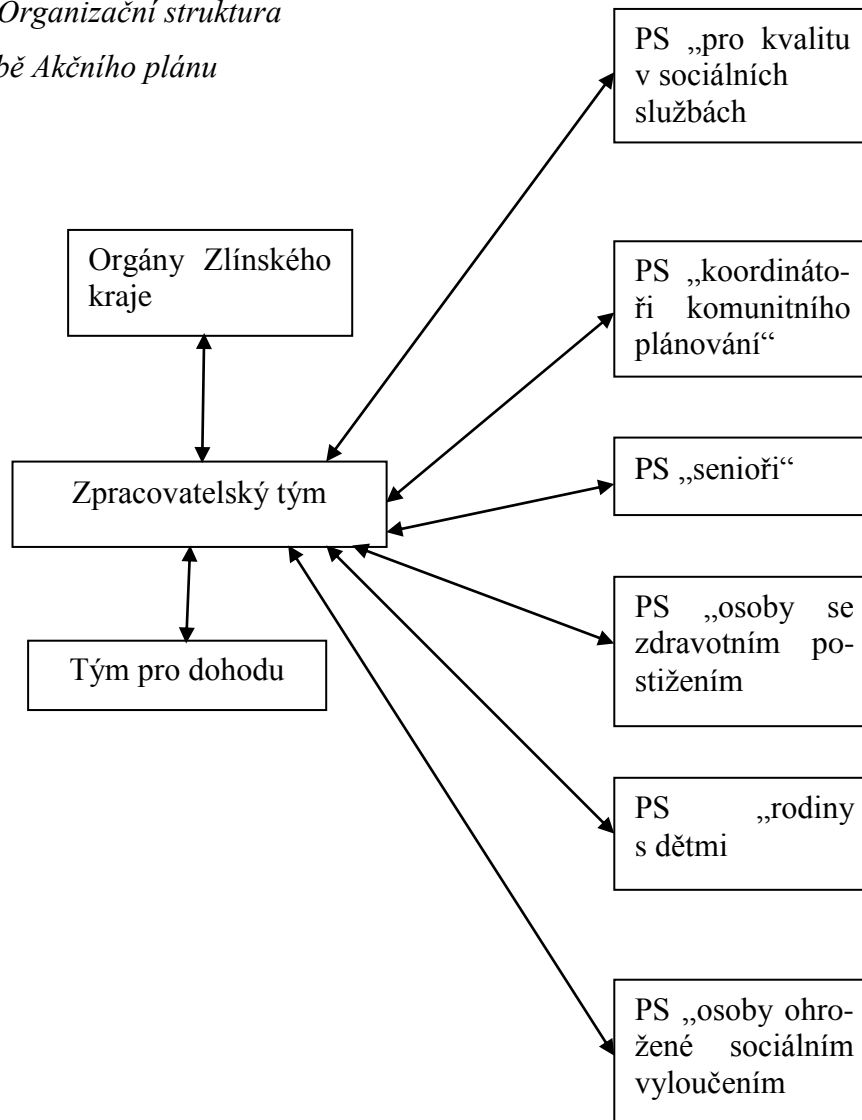 Organizační struktura
bě Akčního plánu
PS „pro kvalitu
v sociálních
službách
Orgány Zlínského
kraje
PS „koordináto-
ři komunitního
plánování“
Zpracovatelský tým
PS „senioři“
Tým pro dohodu
PS „osoby se
zdravotním po-
stižením
PS „rodiny
s dětmi
PS „osoby ohro-
žené sociálním
vyloučením